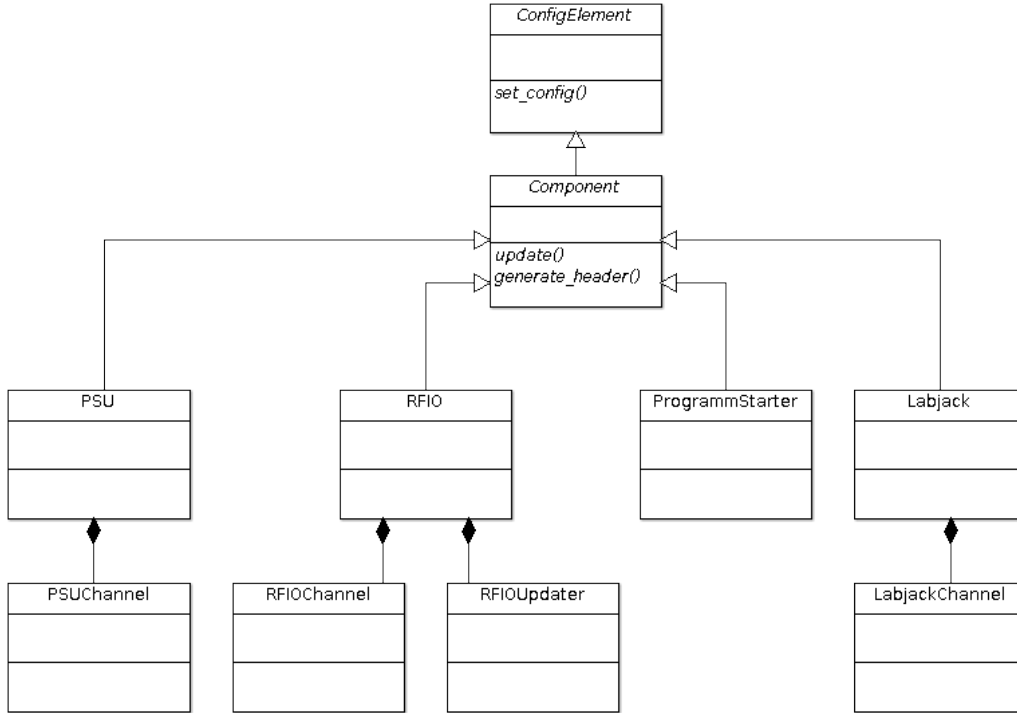 ConfigElement
set_config()
Component
update()
generate_header()
PSU
RFIO
ProgrammStarter
Labjack
PSUChannel
RFIOChannel
RFIOUpdater
LabjackChannel